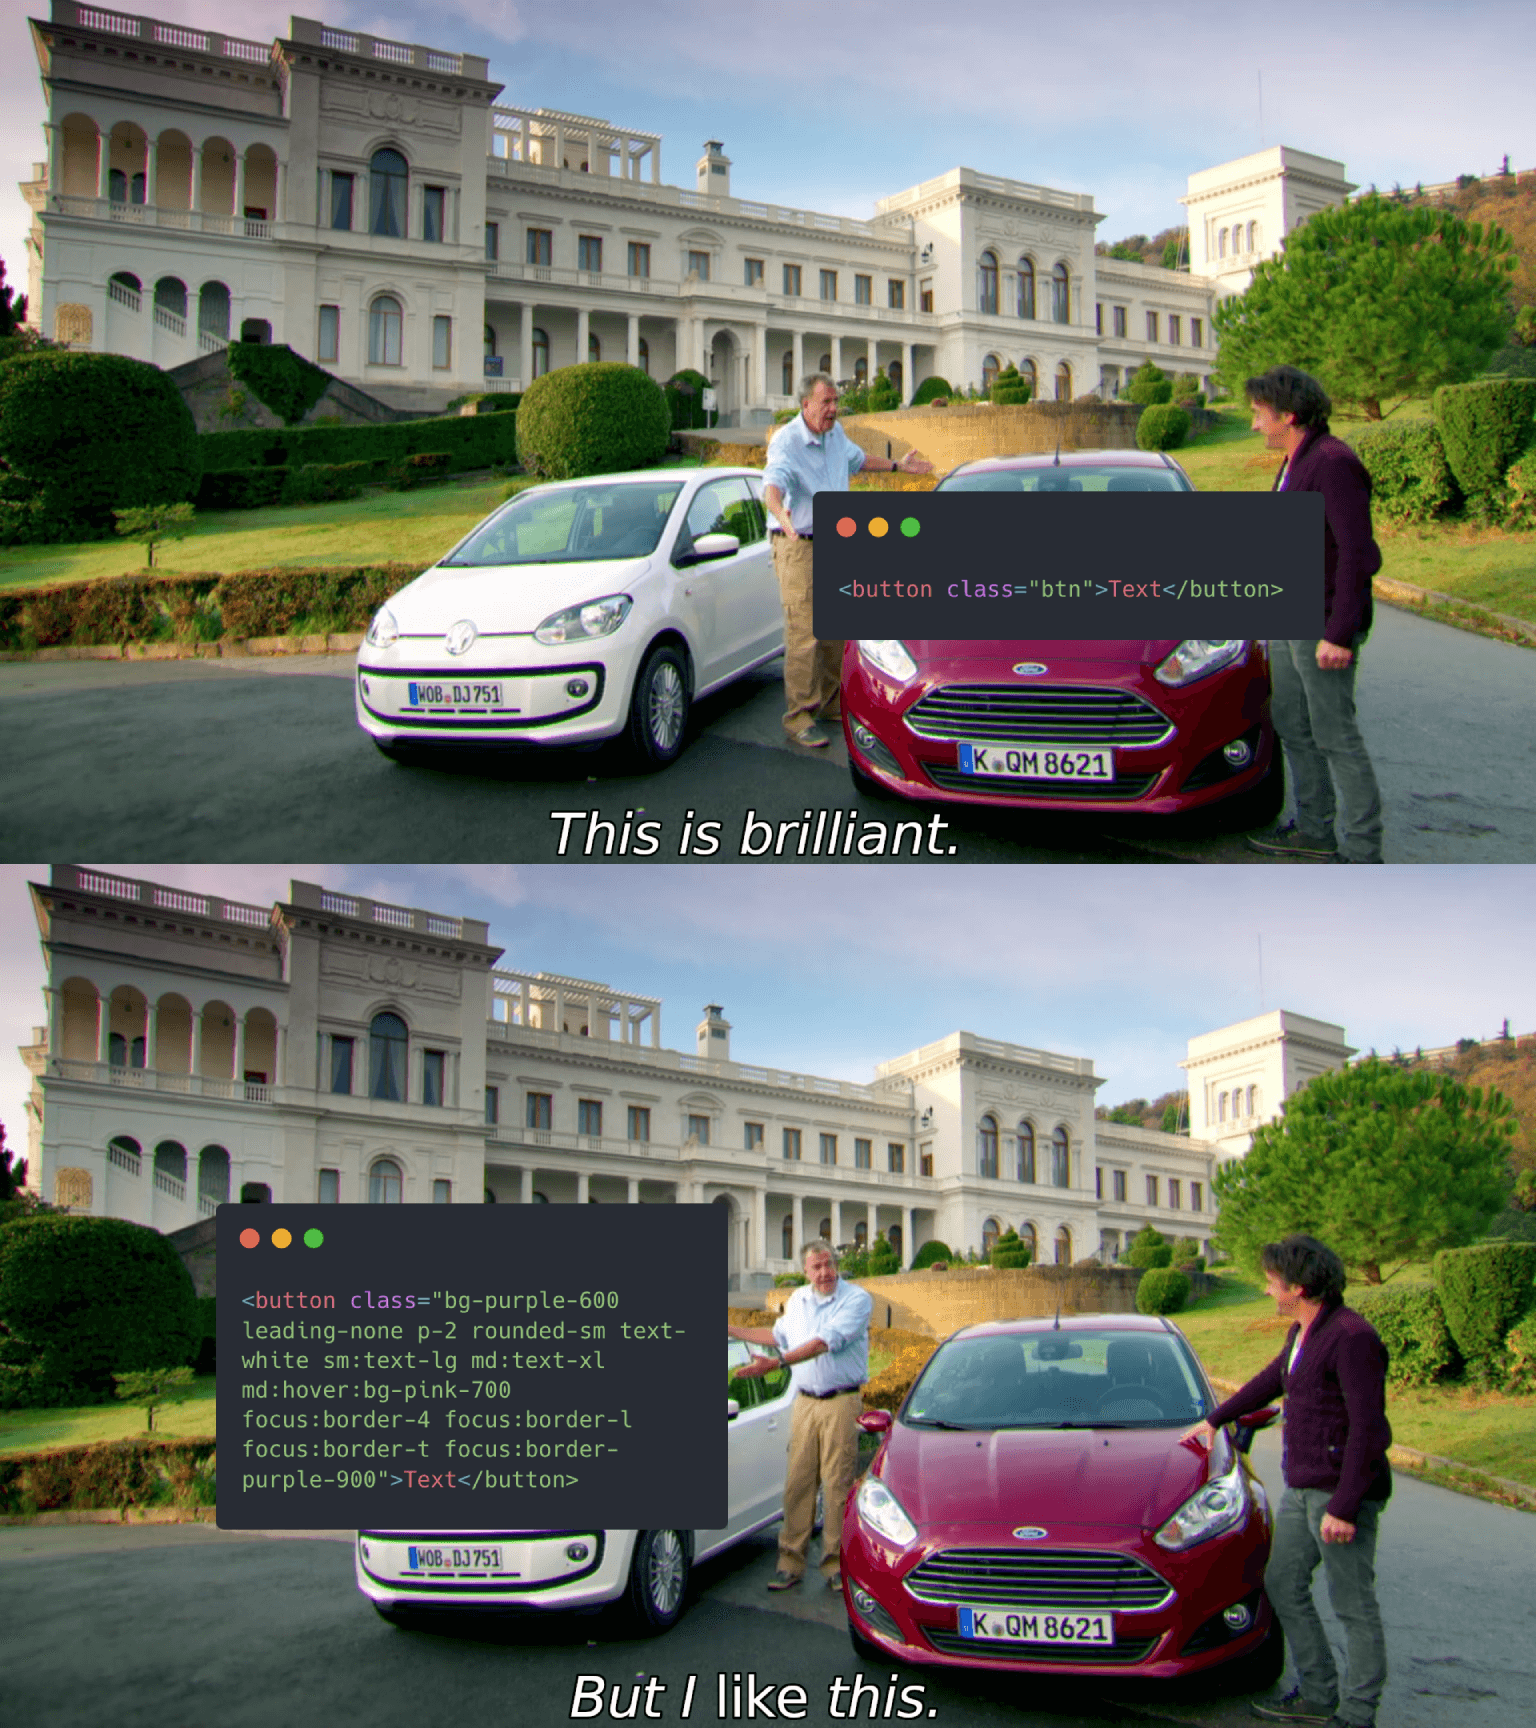 <button class="btn">Text</button>
Ford
WOB DJ 751
K QM 8621
This is brilliant.
<button class="bg-purple-600
leading-none p-2 rounded-sm text-
white sm:text-lg md:text-xl
md:hover:bg-pink-700
focus:border-4 focus:border-l
focus:border-t focus:border-
purple-900">Text</button>
Ford
WOB DJ 751
K QM 8621
But I like this.